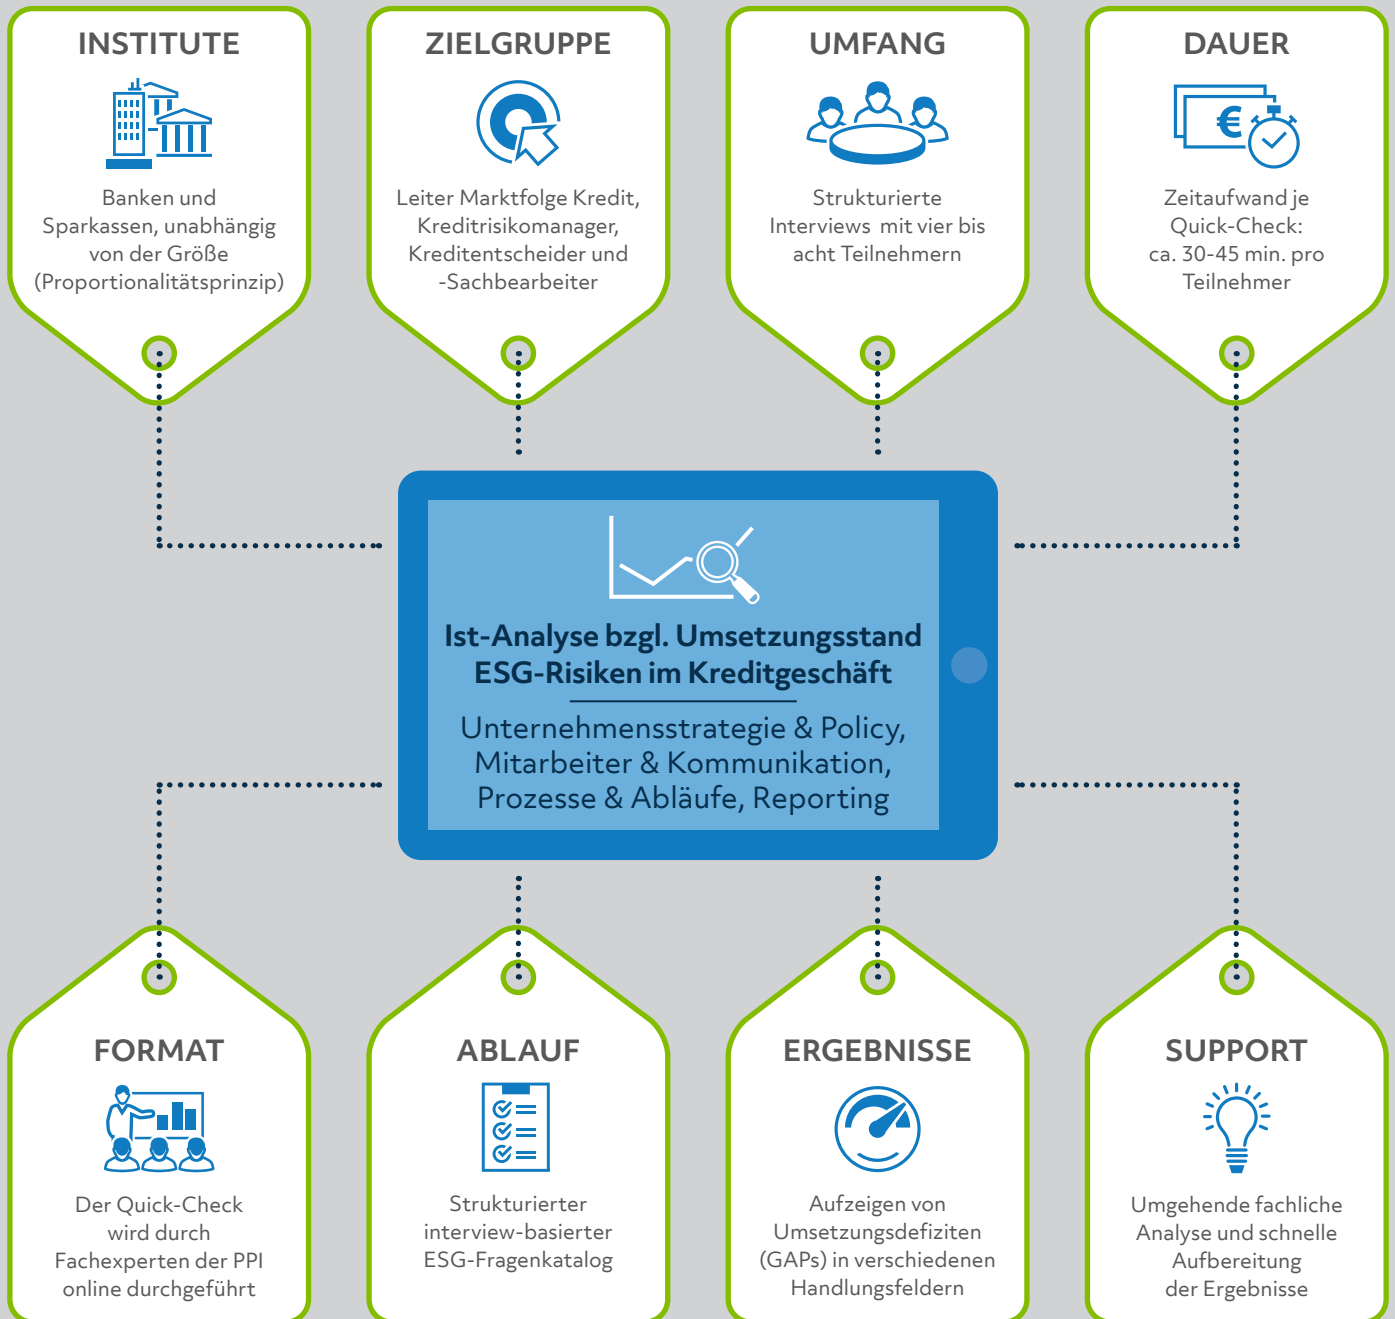 INSTITUTE
Banken und
Sparkassen, unabhängig
von der Größe
(Proportionalitätsprinzip)
ZIELGRUPPE
Leiter Marktfolge Kredit,
Kreditrisikomanager,
Kreditentscheider und
-Sachbearbeiter
UMFANG
Strukturierte
Interviews mit vier bis
acht Teilnehmern
DAUER
€
Zeitaufwand je
Quick-Check:
ca. 30-45 min. pro
Teilnehmer
Ist-Analyse bzgl. Umsetzungsstand
ESG-Risiken im Kreditgeschäft
Unternehmensstrategie & Policy,
Mitarbeiter & Kommunikation,
Prozesse & Abläufe, Reporting
FORMAT
Der Quick-Check
wird durch
Fachexperten der PPI
online durchgeführt
ABLAUF
Strukturierter
interview-basierter
ESG-Fragenkatalog
ERGEBNISSE
Aufzeigen von
Umsetzungsdefiziten
(GAPs) in verschiedenen
Handlungsfeldern
SUPPORT
Umgehende fachliche
Analyse und schnelle
Aufbereitung
der Ergebnisse